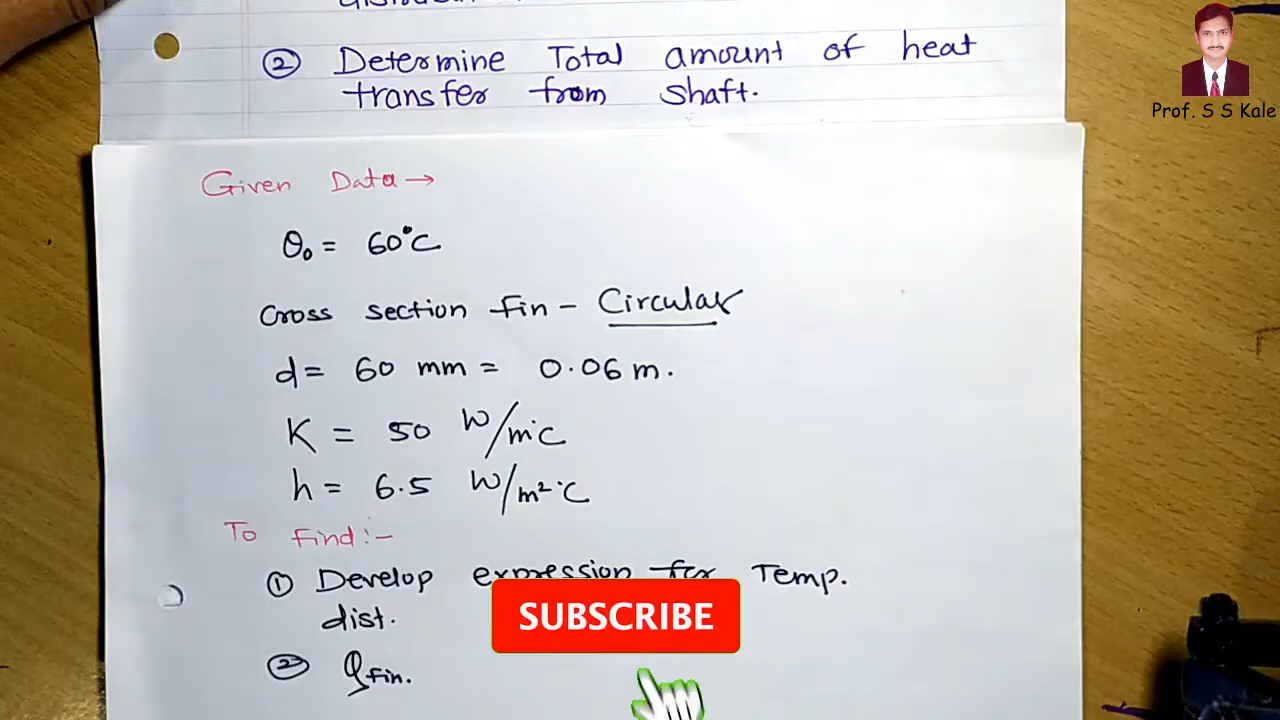 ② Determine Total amount of heat
transfer from shaft.
Prof. S S Kale
Given Data →
θ₀ = 60°C
Cross section fin - Circular
d = 60 mm = 0.06 m.
K = 50 W/m°C
h = 6.5 W/m²°C
To Find:-
① Develop expression for Temp.
dist.
SUBSCRIBE
② Qfin.